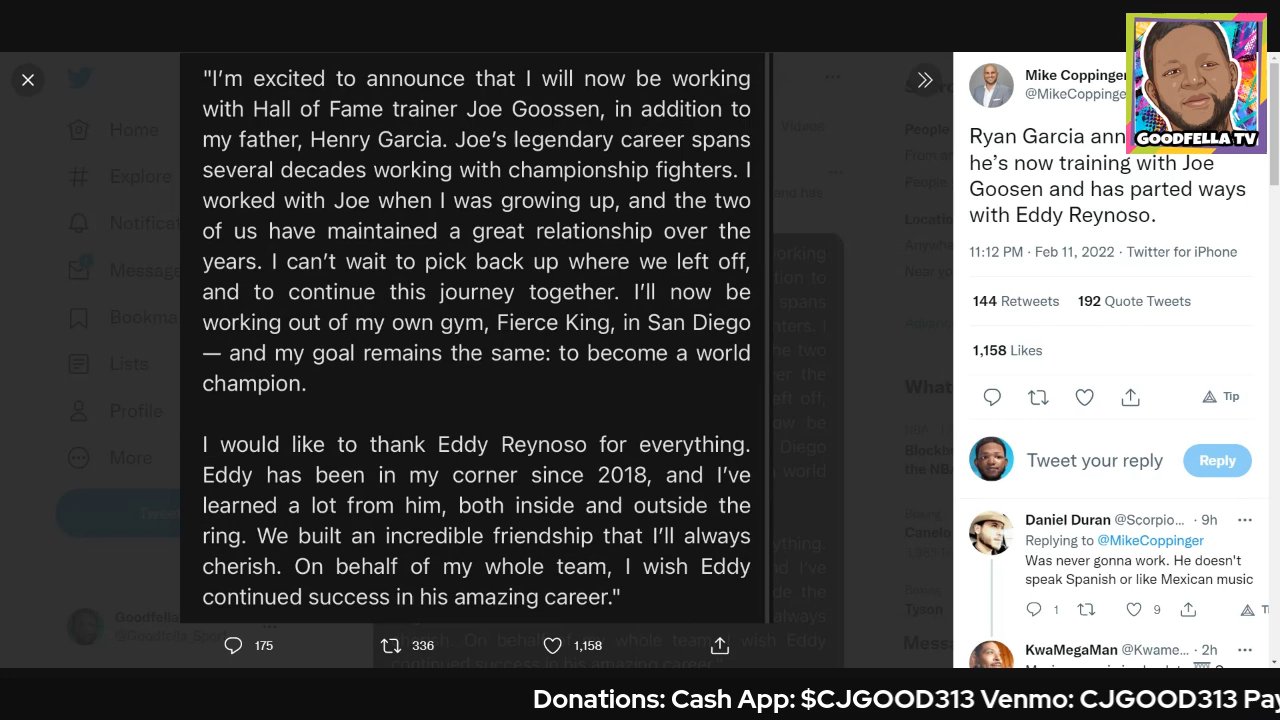 "I'm excited to announce that I will now be working
with Hall of Fame trainer Joe Goossen, in addition to
my father, Henry Garcia. Joe's legendary career spans
several decades working with championship fighters. I
worked with Joe when I was growing up, and the two
of us have maintained a great relationship over the
years. I can't wait to pick back up where we left off,
and to continue this journey together. I'll now be
working out of my own gym, Fierce King, in San Diego
— and my goal remains the same: to become a world
champion.
I would like to thank Eddy Reynoso for everything.
Eddy has been in my corner since 2018, and I've
learned a lot from him, both inside and outside the
ring. We built an incredible friendship that I'll always
cherish. On behalf of my whole team, I wish Eddy
continued success in his amazing career."
175 336 1,158
Home
Explore
Notificat
Message
Bookma
Lists
Profile
More
Tweet
Goodfella
Mike Coppinger
@MikeCoppinge
GOODFELLA TV
Ryan Garcia ann
he's now training with Joe
Goosen and has parted ways
with Eddy Reynoso.
11:12 PM · Feb 11, 2022 · Twitter for iPhone
144 Retweets 192 Quote Tweets
1,158 Likes
Tip
Tweet your reply
Reply
Daniel Duran @Scorpio... · 9h
Replying to @MikeCoppinger
Was never gonna work. He doesn't
speak Spanish or like Mexican music
1 9
KwaMegaMan @Kwame... · 2h
Donations: Cash App: $CJGOOD313 Venmo: CJGOOD313 Pay